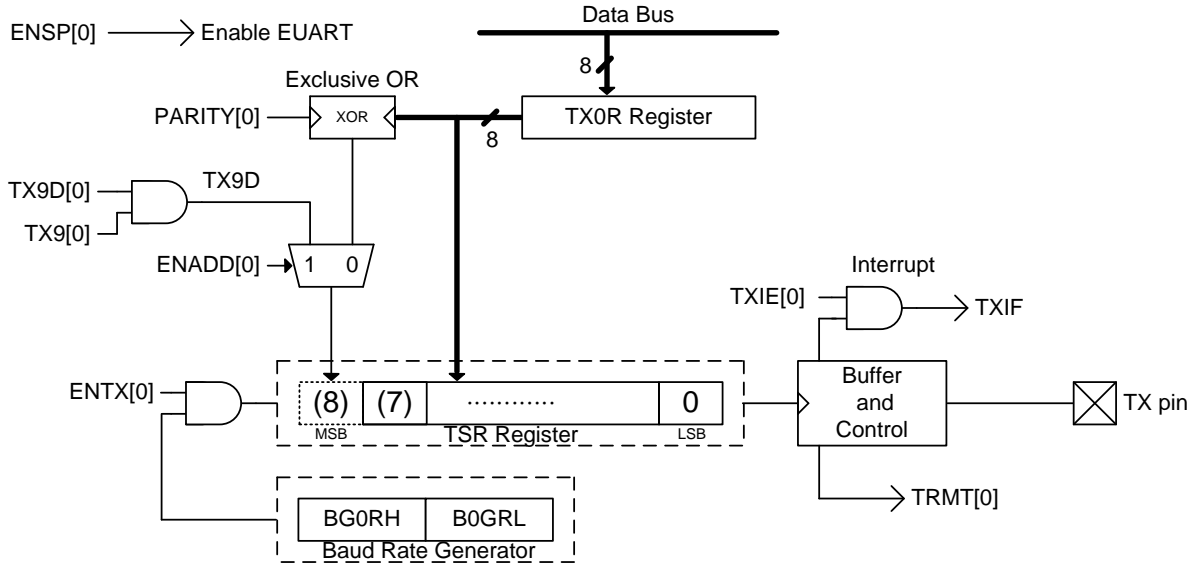 Data Bus
ENSP[0] Enable EUART
8
Exclusive OR
PARITY[0] XOR TX0R Register
8
TX9D[0] TX9D
TX9[0]
ENADD[0] 1 0
Interrupt
TXIE[0] TXIF
ENTX[0] (8) (7) ............ 0
MSB TSR Register LSB
Buffer
and
Control
TX pin
TRMT[0]
BG0RH B0GRL
Baud Rate Generator